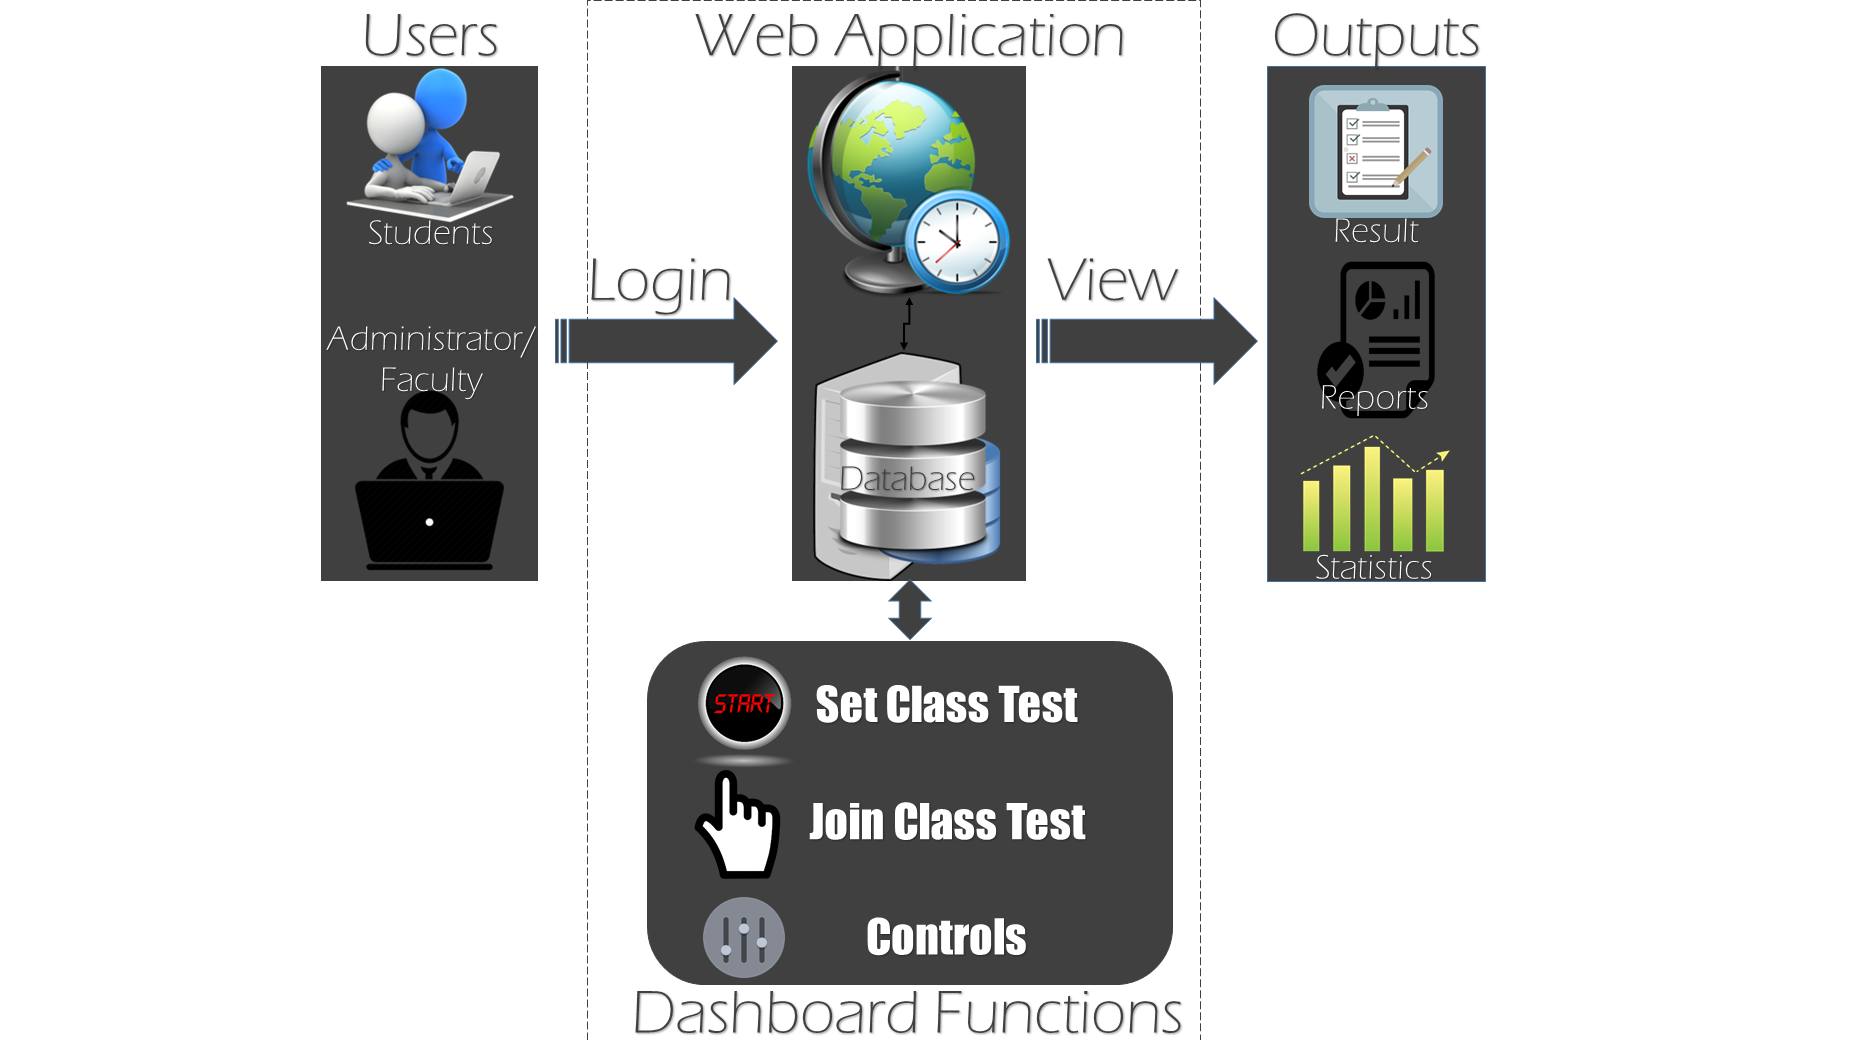 Users
Web Application
Outputs
Students
Administrator/
Faculty
Login
Database
View
Result
Reports
Statistics
START
Set Class Test
Join Class Test
Controls
Dashboard Functions